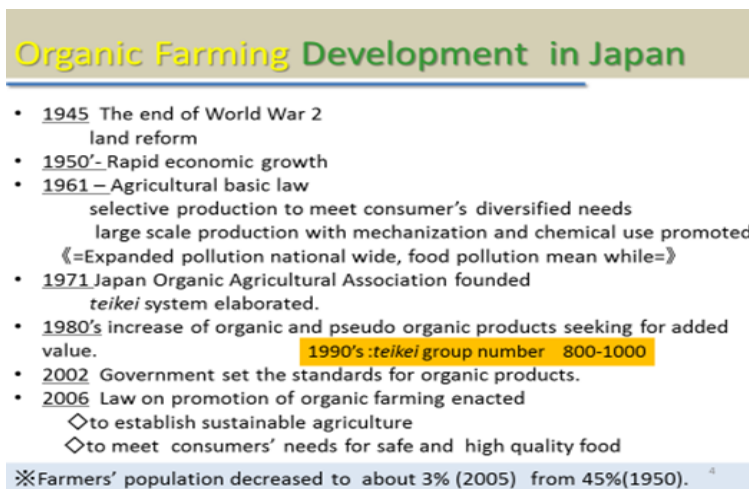 Organic Farming Development in Japan
• 1945 The end of World War 2
land reform
• 1950'- Rapid economic growth
• 1961 – Agricultural basic law
selective production to meet consumer's diversified needs
large scale production with mechanization and chemical use promoted
《=Expanded pollution national wide, food pollution mean while=》
• 1971 Japan Organic Agricultural Association founded
teikei system elaborated.
• 1980's increase of organic and pseudo organic products seeking for added
value.
1990's :teikei group number 800-1000
• 2002 Government set the standards for organic products.
• 2006 Law on promotion of organic farming enacted
◇to establish sustainable agriculture
◇to meet consumers' needs for safe and high quality food
※Farmers' population decreased to about 3% (2005) from 45%(1950).
4